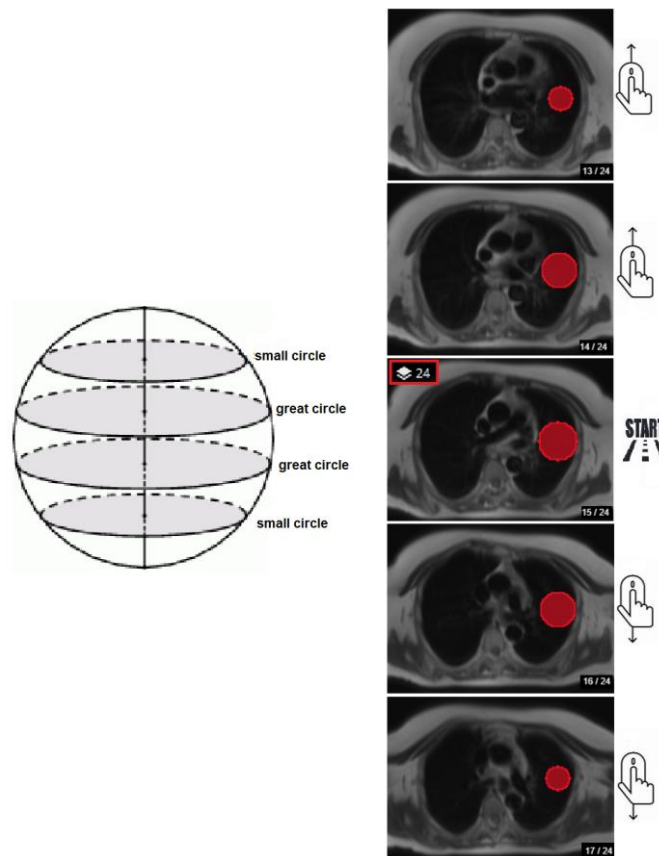 small circle
great circle
great circle
small circle
13 / 24
14 / 24
24
START
15 / 24
16 / 24
17 / 24